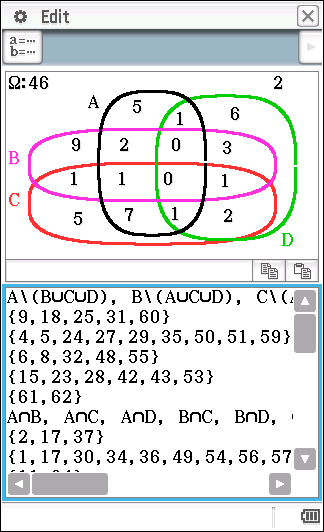 Edit
a=…
b=…
Ω:46 2
A 5 1 6
B 9 2 0 3
C 1 1 0 1
5 7 1 2
D
A\(B∪C∪D), B\(A∪C∪D), C\(A
{9,18,25,31,60}
{4,5,24,27,29,35,50,51,59}
{6,8,32,48,55}
{15,23,28,42,43,53}
{61,62}
A∩B, A∩C, A∩D, B∩C, B∩D,
{2,17,37}
{1,17,30,34,36,49,54,56,57